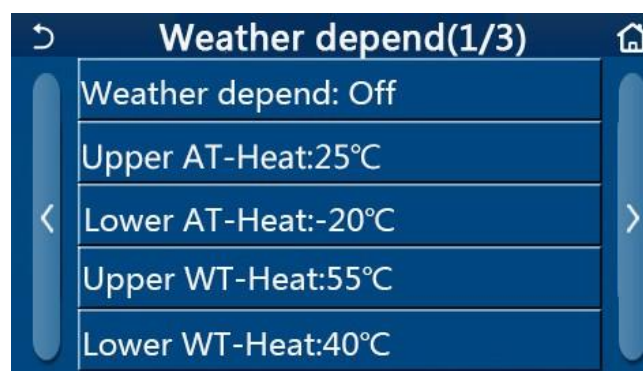 Weather depend(1/3)
Weather depend: Off
Upper AT-Heat:25℃
Lower AT-Heat:-20℃
Upper WT-Heat:55℃
Lower WT-Heat:40℃